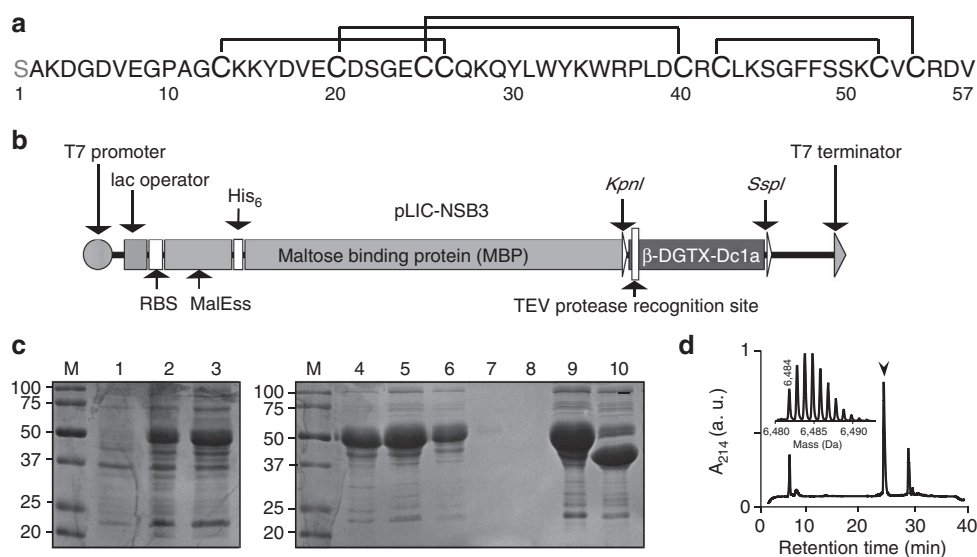 a
SAKDGDVEGPAGCKKYDVECDSGECCQKQYLWYKWRPLDCRCLKSGFFSSKCVCRDV
1 10 20 30 40 50 57
b
T7 promoter
T7 terminator
lac operator
His6
pLIC-NSB3
KpnI
SspI
Maltose binding protein (MBP)
β-DGTX-Dc1a
RBS
MalEss
TEV protease recognition site
c
M 1 2 3
100
75
50
37
25
20
M 4 5 6 7 8 9 10
100
75
50
37
25
20
d
1
0
A214 (a. u.)
6,484
6,480 6,485 6,490
Mass (Da)
0 10 20 30 40
Retention time (min)